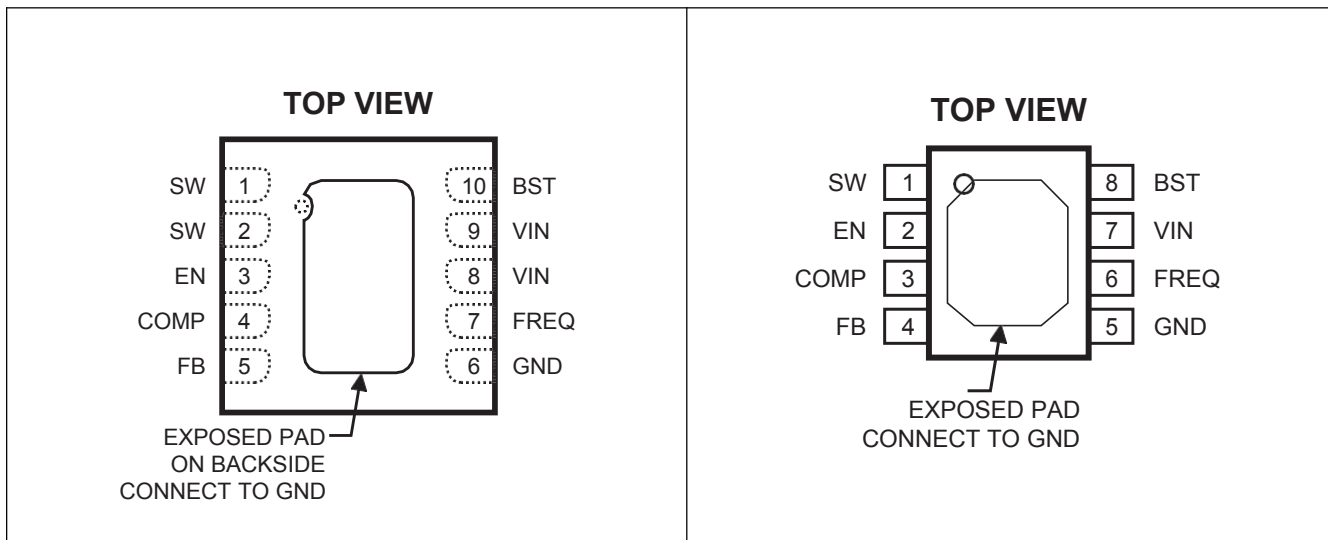 TOP VIEW
SW 1 10 BST
SW 2 9 VIN
EN 3 8 VIN
COMP 4 7 FREQ
FB 5 6 GND
EXPOSED PAD
ON BACKSIDE
CONNECT TO GND
TOP VIEW
SW 1 8 BST
EN 2 7 VIN
COMP 3 6 FREQ
FB 4 5 GND
EXPOSED PAD
CONNECT TO GND